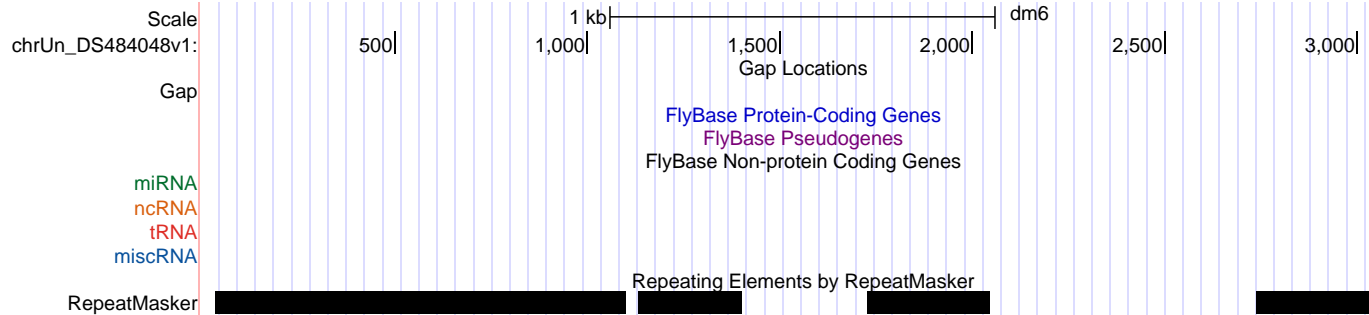 Scale 1 kb dm6
chrUn_DS484048v1: 500 1,000 1,500 2,000 2,500 3,000
Gap Locations
Gap
FlyBase Protein-Coding Genes
FlyBase Pseudogenes
FlyBase Non-protein Coding Genes
miRNA
ncRNA
tRNA
miscRNA
Repeating Elements by RepeatMasker
RepeatMasker